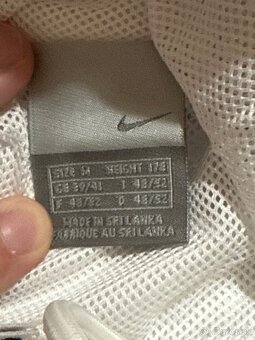 SIZE M HEIGHT 178
GB 39/41 I 48/52
F 48/52 D 48/52
MADE IN SRI LANKA
FABRIQUE AU SRI LANKA